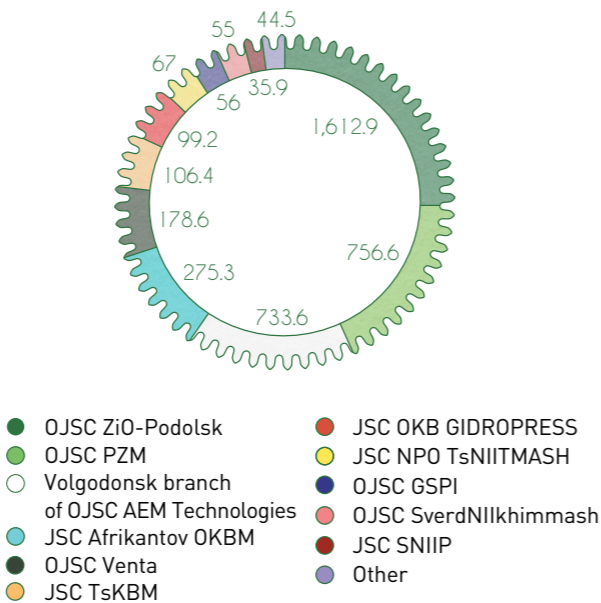 44.5
55
67
35.9
56
1,612.9
99.2
106.4
178.6
756.6
275.3
733.6
OJSC ZiO-Podolsk
OJSC PZM
Volgodonsk branch
of OJSC AEM Technologies
JSC Afrikantov OKBM
OJSC Venta
JSC TsKBM
JSC OKB GIDROPRESS
JSC NPO TsNIITMASH
OJSC GSPI
OJSC SverdNIIkhimmash
JSC SNIIP
Other